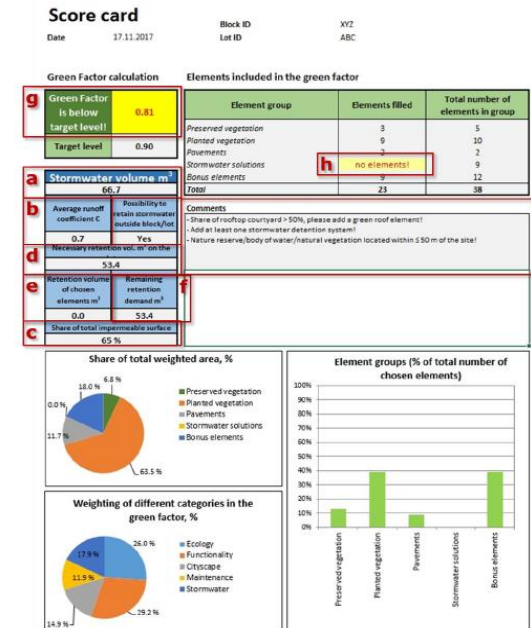 Score card
Block ID XYZ
Date 17.11.2017 Lot ID ABC
Green Factor calculation Elements included in the green factor
g
Green Factor is below target level! 0.81
Target level 0.90
Element group Elements filled Total number of elements in group
Preserved vegetation 3 5
Planted vegetation 9 10
Pavements 2 2
h
Stormwater solutions no elements! 9
Bonus elements 9 12
Total 23 38
a
Stormwater volume m³
66.7
b
Average runoff coefficient C
Possibility to retain stormwater outside block/lot
0.7 Yes
Comments
- Share of rooftop courtyard > 50%, please add a green roof element!
- Add at least one stormwater detention system!
- Nature reserve/body of water/natural vegetation located within ≤ 50 m of the site!
d
Necessary retention vol. m³ on the
53.4
e
Retention volume of chosen elements m³
f
Remaining retention demand m³
0.0 53.4
c
Share of total impermeable surface
65 %
Share of total weighted area, %
6.8 %
18.0 %
0.0 %
11.7 %
63.5 %
Preserved vegetation
Planted vegetation
Pavements
Stormwater solutions
Bonus elements
Weighting of different categories in the green factor, %
26.0 %
17.9 %
11.9 %
14.9 %
29.2 %
Ecology
Functionality
Cityscape
Maintenance
Stormwater
Element groups (% of total number of chosen elements)
100%
90%
80%
70%
60%
50%
40%
30%
20%
10%
0%
Preserved vegetation
Planted vegetation
Pavements
Stormwater solutions
Bonus elements